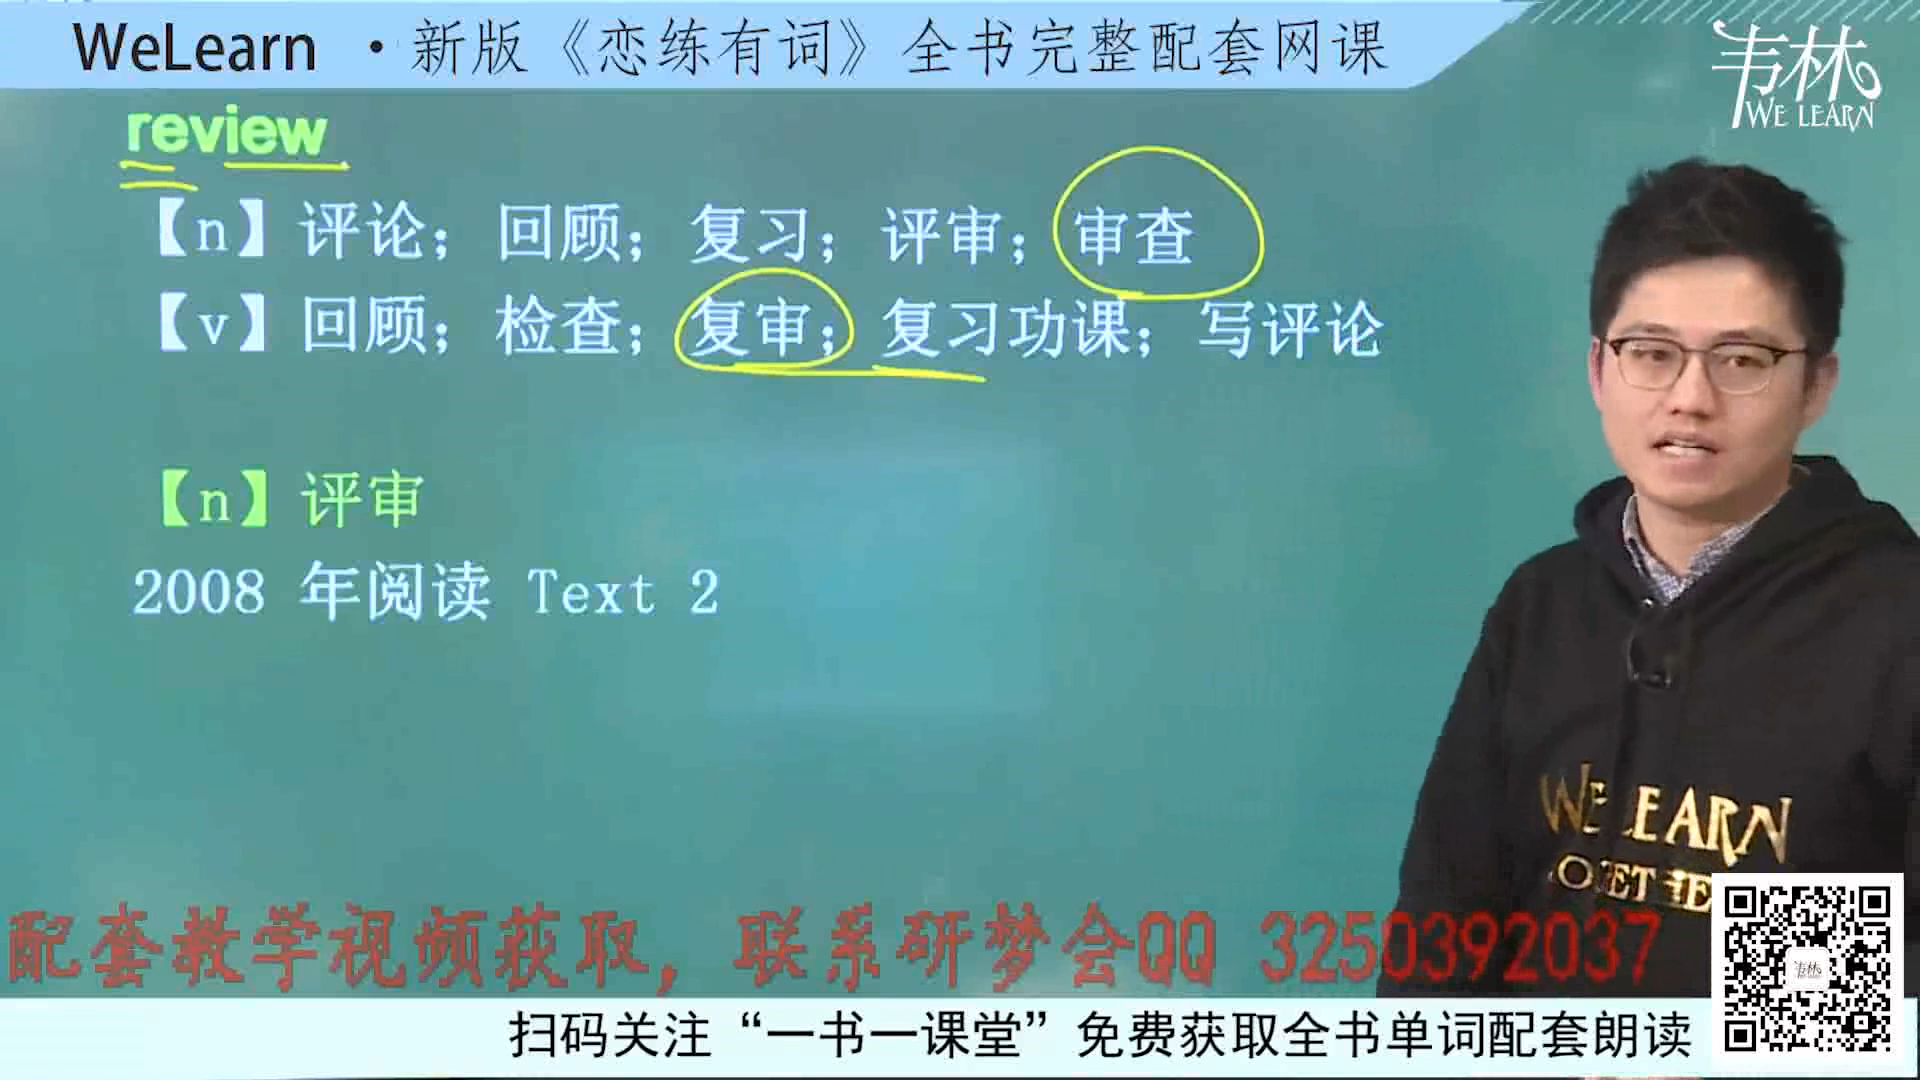 WeLearn ·新版《恋练有词》全书完整配套网课
韦林
WE LEARN
review
【n】评论；回顾；复习；评审；审查
【v】回顾；检查；复审；复习功课；写评论
【n】评审
2008 年阅读 Text 2
WE LEARN
配套教学视频获取，联系研梦会QQ 3250392037
韦林
扫码关注“一书一课堂”免费获取全书单词配套朗读